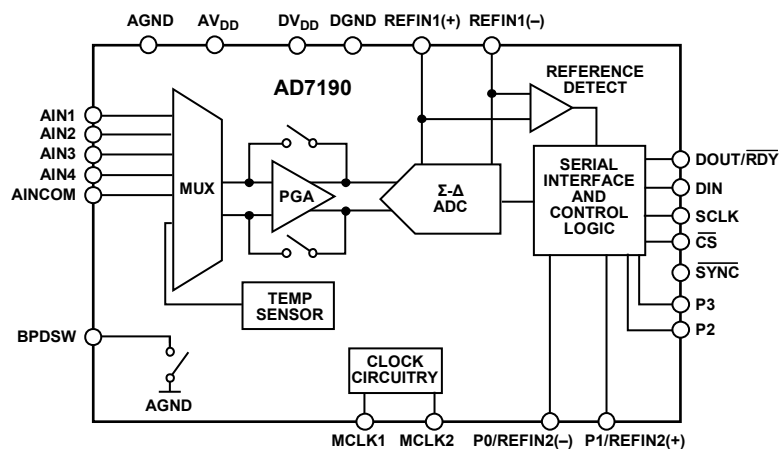 AGND AVDD DVDD DGND REFIN1(+) REFIN1(–)
AD7190
REFERENCE
DETECT
AIN1
AIN2
AIN3
AIN4
AINCOM
MUX
PGA
Σ-Δ
ADC
SERIAL
INTERFACE
AND
CONTROL
LOGIC
DOUT/RDY
DIN
SCLK
CS
SYNC
P3
P2
TEMP
SENSOR
BPDSW
AGND
CLOCK
CIRCUITRY
MCLK1 MCLK2 P0/REFIN2(–) P1/REFIN2(+)